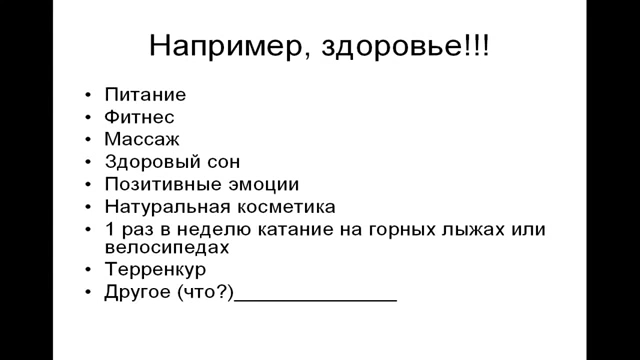 Например, здоровье!!!
• Питание
• Фитнес
• Массаж
• Здоровый сон
• Позитивные эмоции
• Натуральная косметика
• 1 раз в неделю катание на горных лыжах или
велосипедах
• Терренкур
• Другое (что?)_______________